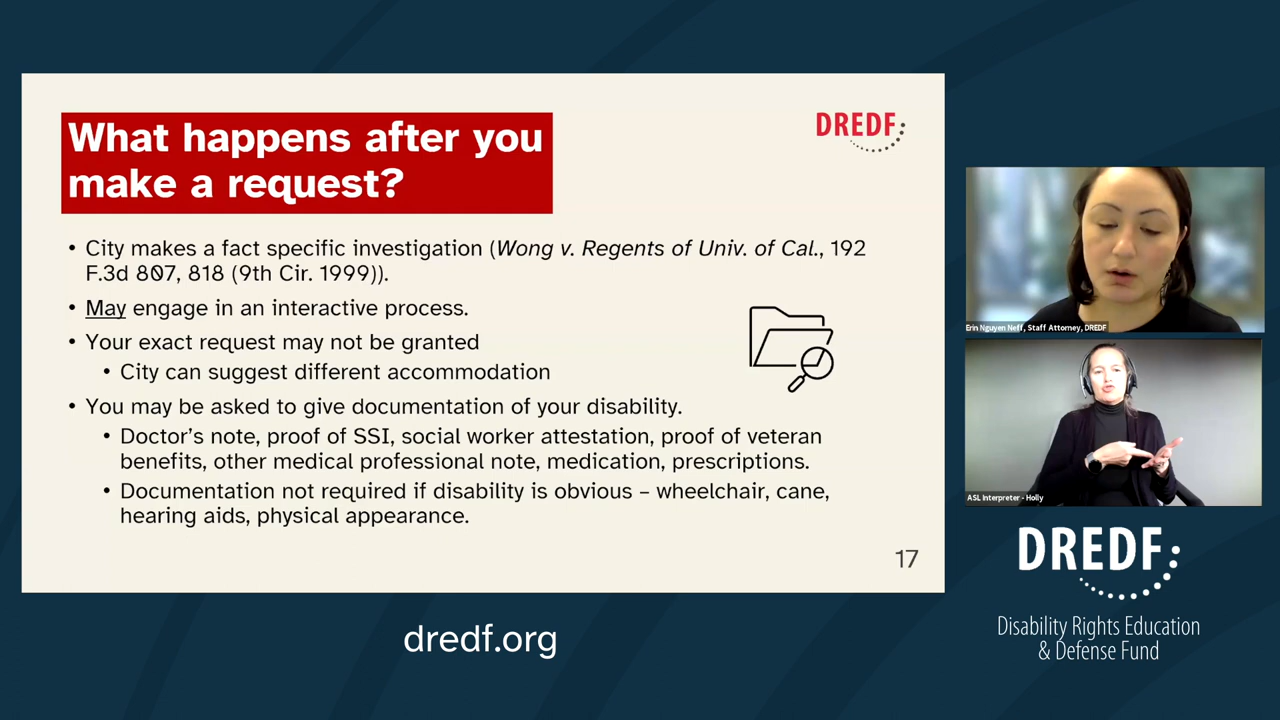 What happens after you
make a request?
DREDF
• City makes a fact specific investigation (Wong v. Regents of Univ. of Cal., 192
F.3d 807, 818 (9th Cir. 1999)).
• May engage in an interactive process.
• Your exact request may not be granted
• City can suggest different accommodation
• You may be asked to give documentation of your disability.
• Doctor’s note, proof of SSI, social worker attestation, proof of veteran
benefits, other medical professional note, medication, prescriptions.
• Documentation not required if disability is obvious – wheelchair, cane,
hearing aids, physical appearance.
17
Erin Nguyen Neff, Staff Attorney, DREDF
ASL Interpreter - Holly
DREDF
Disability Rights Education
& Defense Fund
dredf.org